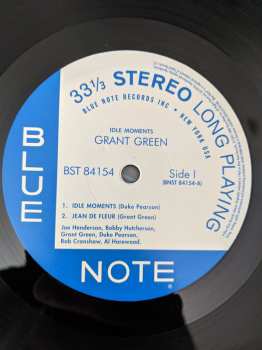 33 1/3 STEREO LONG PLAYING
BLUE NOTE RECORDS INC • NEW YORK USA
IDLE MOMENTS
GRANT GREEN
BST 84154
Side 1
(BNST 84154-A)
1. IDLE MOMENTS (Duke Pearson)
2. JEAN DE FLEUR (Grant Green)
Joe Henderson, Bobby Hutcherson,
Grant Green, Duke Pearson,
Bob Cranshaw, Al Harewood.
BLUE
NOTE
®